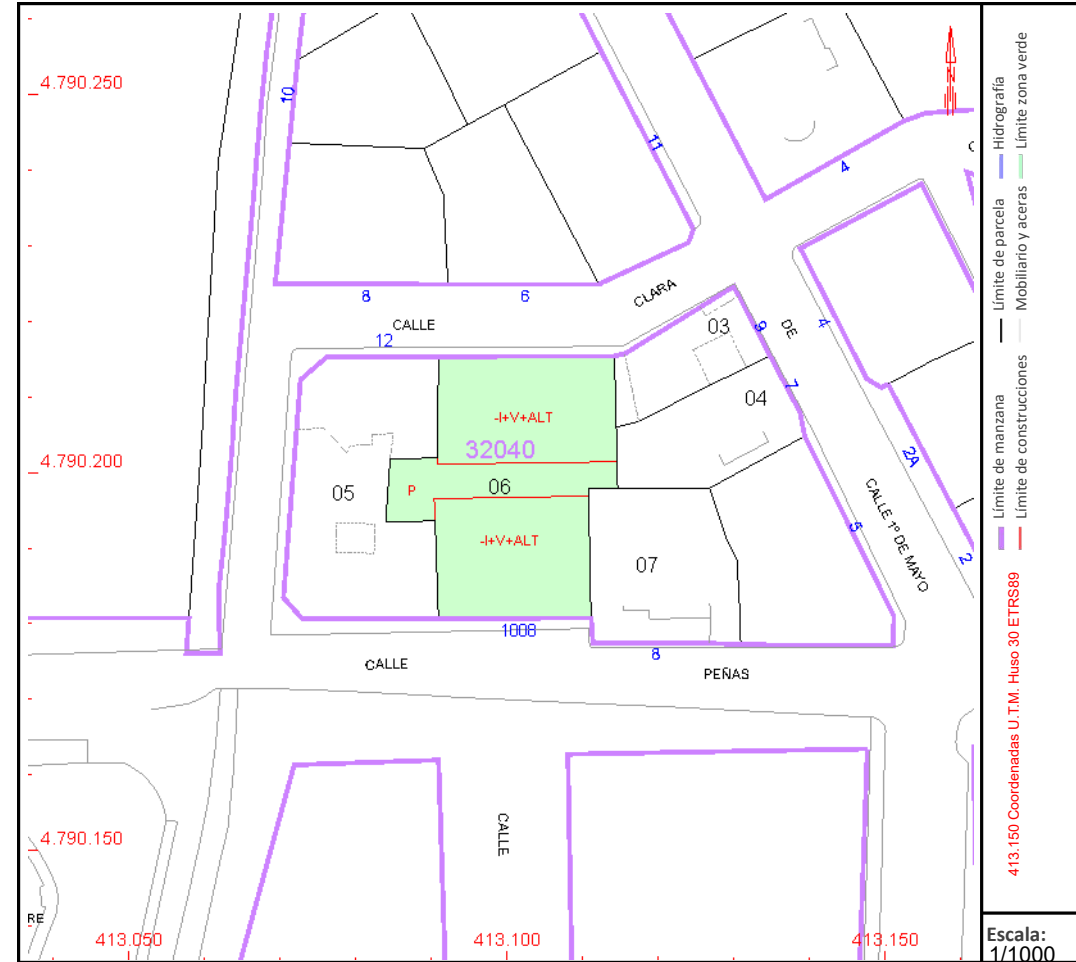 4.790.250
10
11
4
C
8
6
CLARA
CALLE
12
03
9
DE
4
7
04
-I+V+ALT
32040
4.790.200
05
P
06
2A
CALLE 1º DE MAYO
5
-I+V+ALT
07
2
1008
8
CALLE
PEÑAS
CALLE
4.790.150
RE
413.050
413.100
413.150
N
Hidrografía
Límite zona verde
Límite de parcela
Mobiliario y aceras
Límite de manzana
Límite de construcciones
413.150 Coordenadas U.T.M. Huso 30 ETRS89
Escala:
1/1000